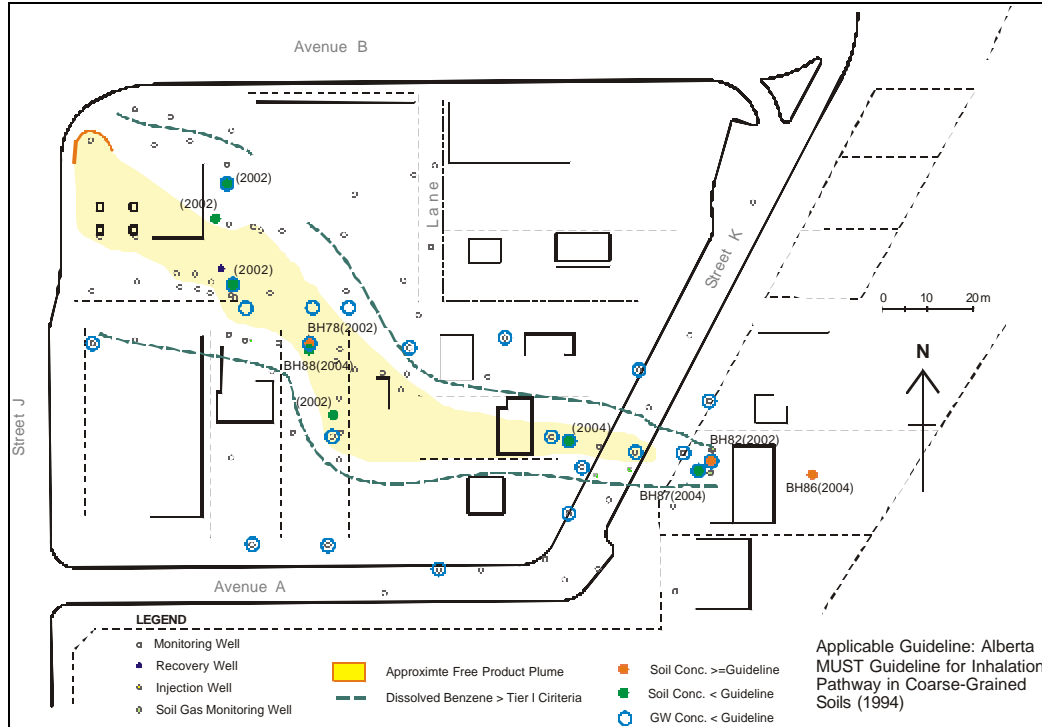 Avenue B
(2002)
(2002)
Lane
Street K
(2002)
0 10 20 m
BH78(2002)
N
BH88(2004)
(2002)
Street J
(2004)
BH82(2002)
BH87(2004)
BH86(2004)
Avenue A
LEGEND
Monitoring Well
Recovery Well
Injection Well
Soil Gas Monitoring Well
Approximte Free Product Plume
Dissolved Benzene > Tier I Ciriteria
Soil Conc. >=Guideline
Soil Conc. < Guideline
GW Conc. < Guideline
Applicable Guideline: Alberta
MUST Guideline for Inhalation
Pathway in Coarse-Grained
Soils (1994)